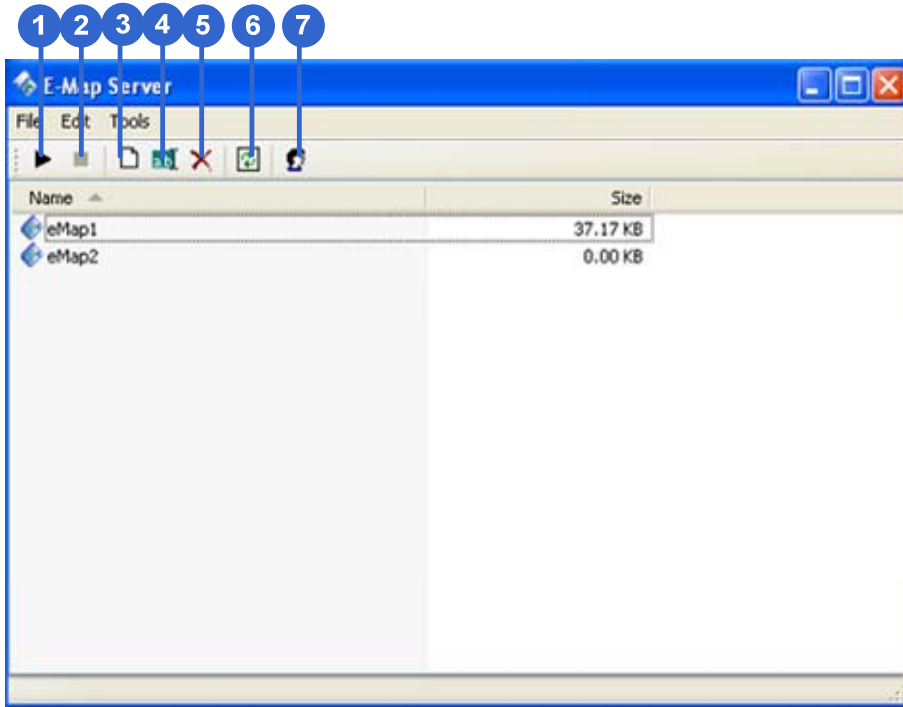 1 2 3 4 5 6 7
E-Map Server
File Edit Tools
ab
Name Size
eMap1 37.17 KB
eMap2 0.00 KB